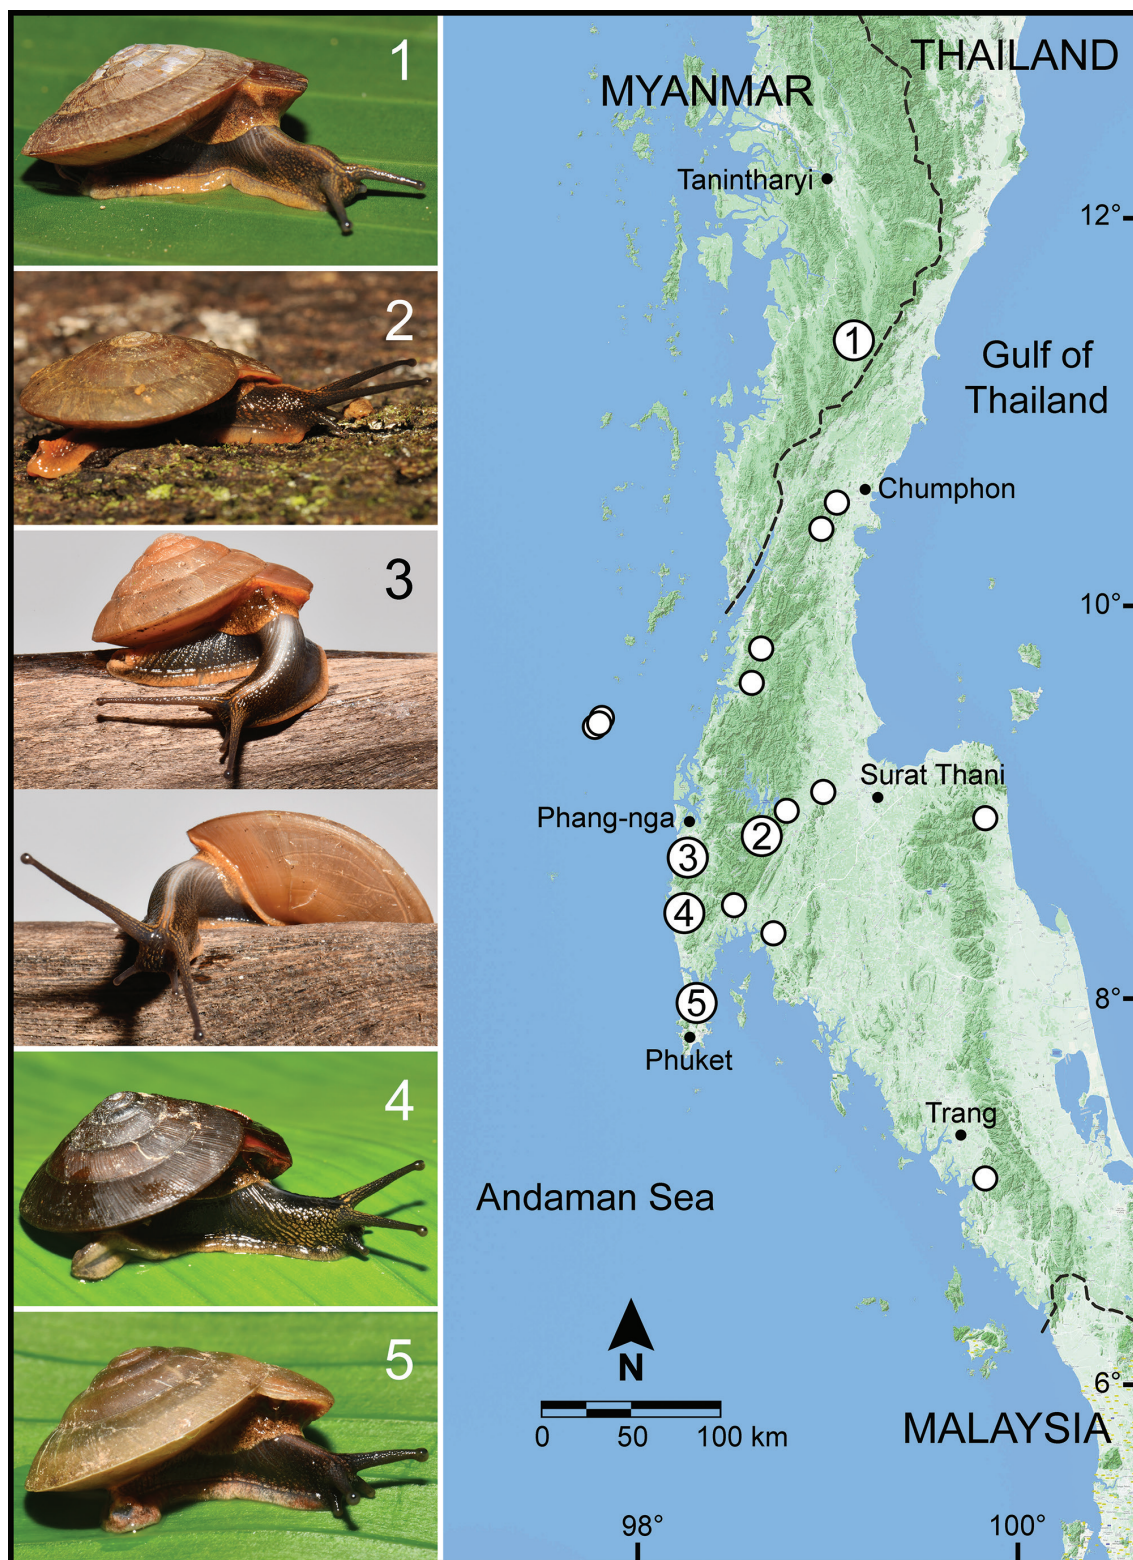 1
2
3
4
5
THAILAND
MYANMAR
Tanintharyi
12°
1
Gulf of
Thailand
Chumphon
10°
Surat Thani
Phang-nga
2
3
4
8°
5
Phuket
Trang
Andaman Sea
N
0 50 100 km
6°
MALAYSIA
98° 100°